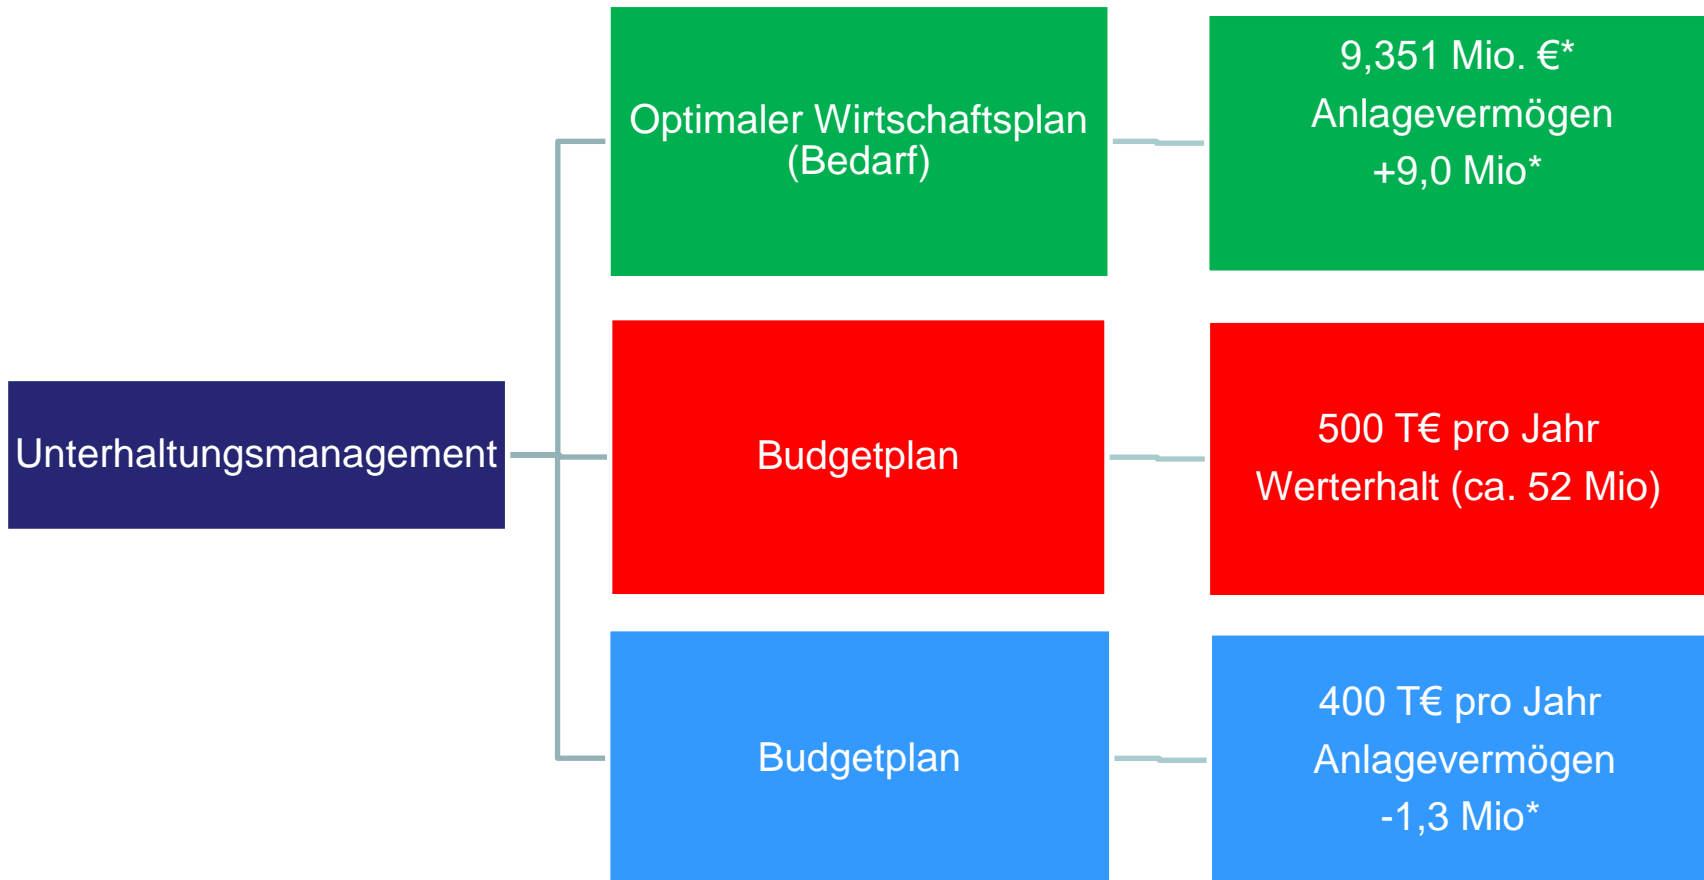 Unterhaltungsmanagement
Optimaler Wirtschaftsplan
(Bedarf)
9,351 Mio. €*
Anlagevermögen
+9,0 Mio*
Budgetplan
500 T€ pro Jahr
Werterhalt (ca. 52 Mio)
Budgetplan
400 T€ pro Jahr
Anlagevermögen
-1,3 Mio*